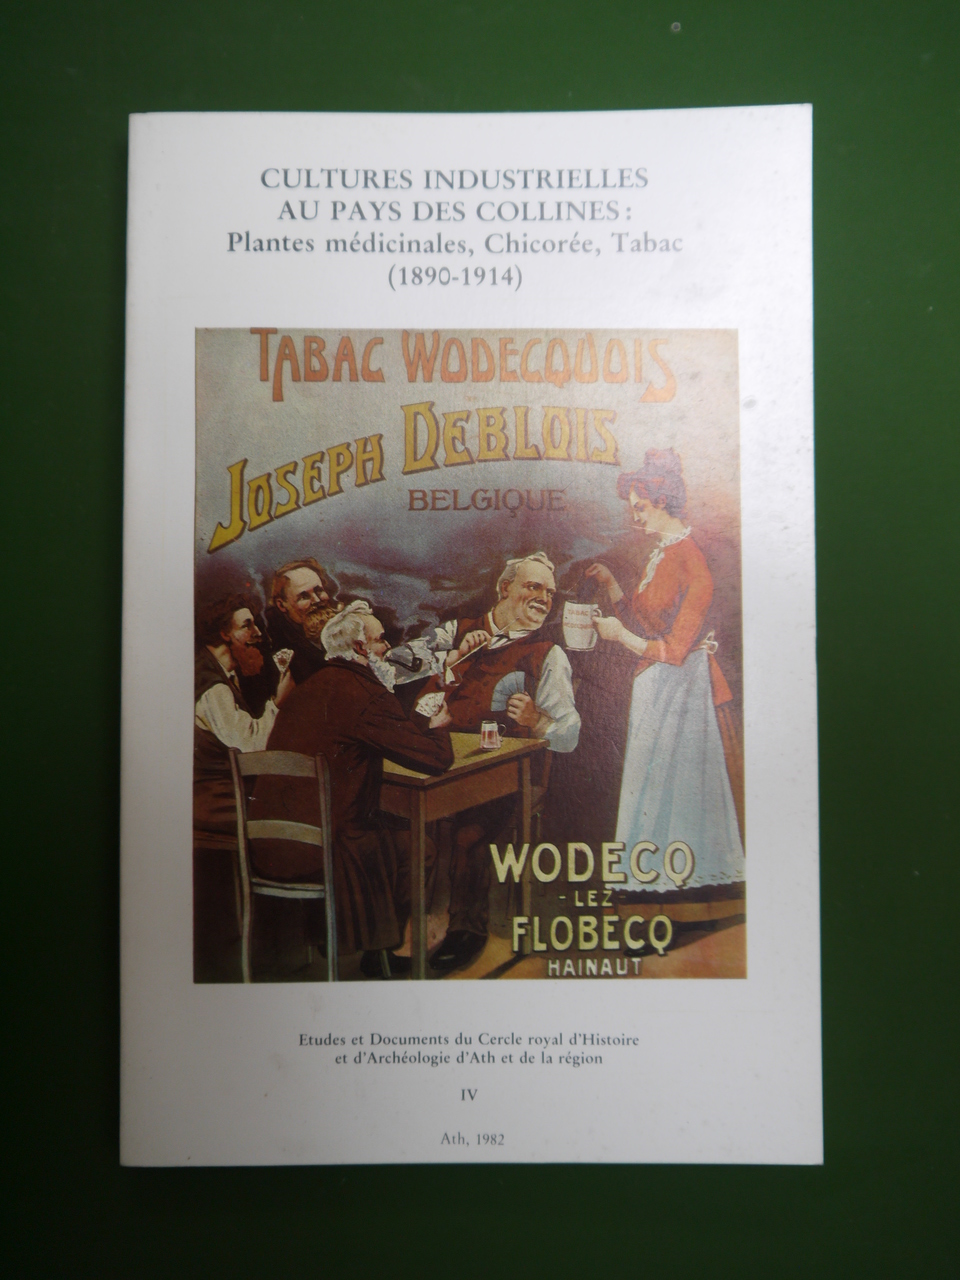 CULTURES INDUSTRIELLES
AU PAYS DES COLLINES :
Plantes médicinales, Chicorée, Tabac
(1890-1914)
TABAC WODECQUOIS
JOSEPH DEBLOIS
BELGIQUE
TABAC
WODECQ
- LEZ -
FLOBECQ
HAINAUT
Etudes et Documents du Cercle royal d'Histoire
et d'Archéologie d'Ath et de la région
IV
Ath, 1982